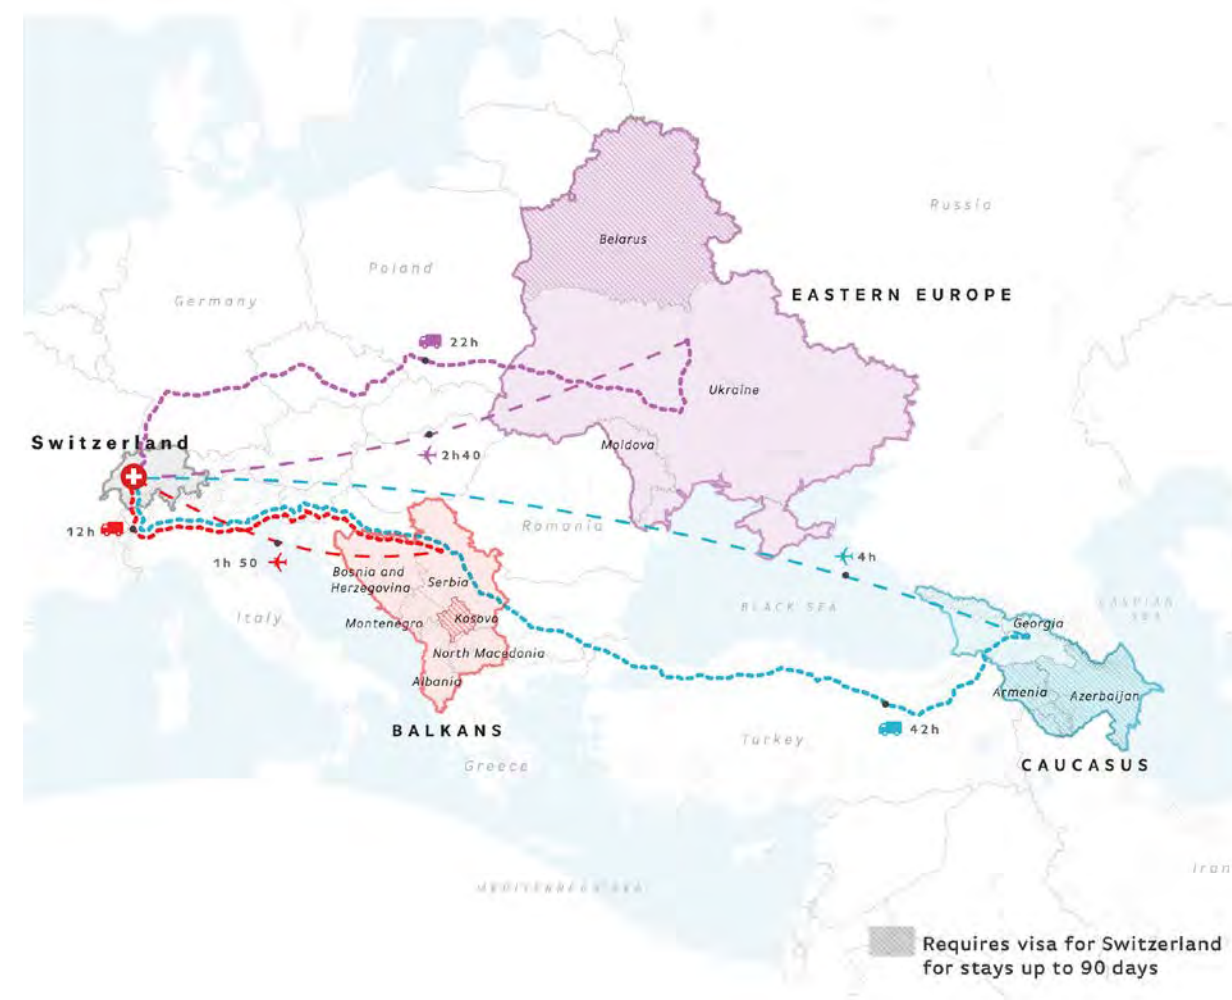 Russia
Belarus
Poland
EASTERN EUROPE
Germany
22h
Ukraine
Switzerland
Moldova
2h40
Romania
12h
4h
1h 50
Bosnia and
Herzegovina
Serbia
CASPIAN
SEA
BLACK SEA
Italy
Montenegro
Kosovo
Georgia
North Macedonia
Albania
Armenia
Azerbaijan
BALKANS
42h
Turkey
Greece
CAUCASUS
Iran
Requires visa for Switzerland
for stays up to 90 days